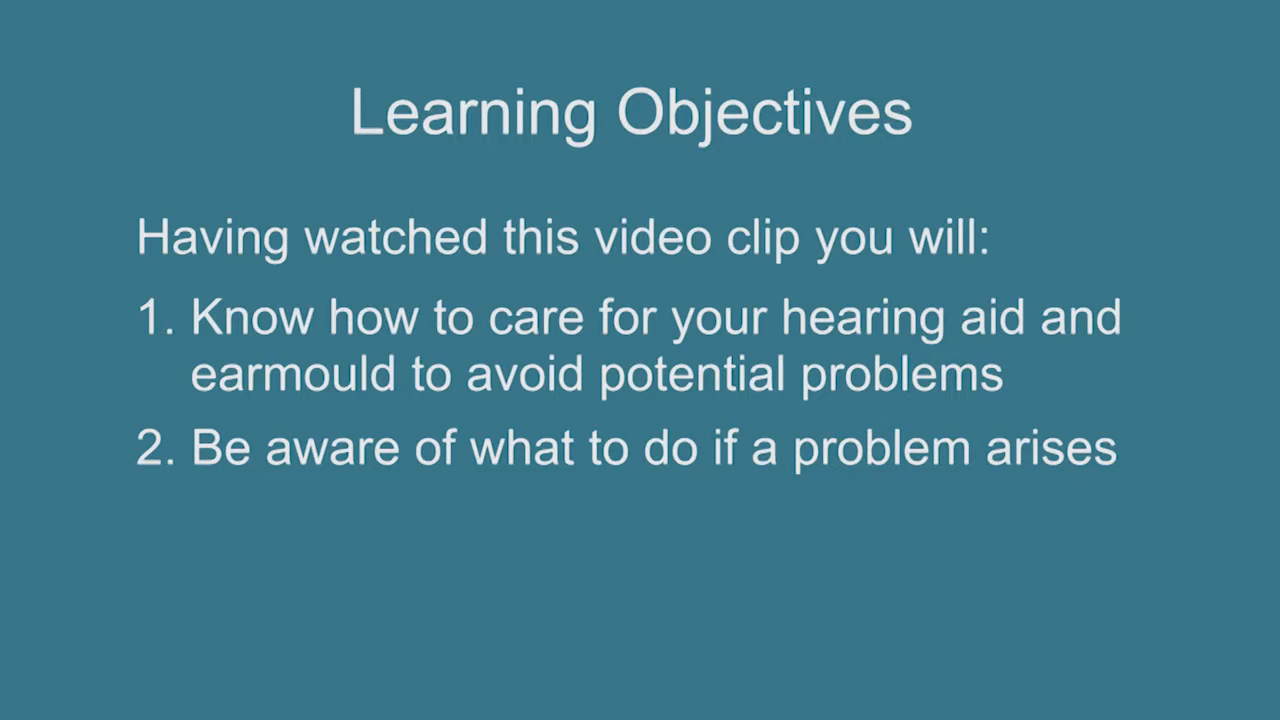 Learning Objectives
Having watched this video clip you will:
1. Know how to care for your hearing aid and
earmould to avoid potential problems
2. Be aware of what to do if a problem arises